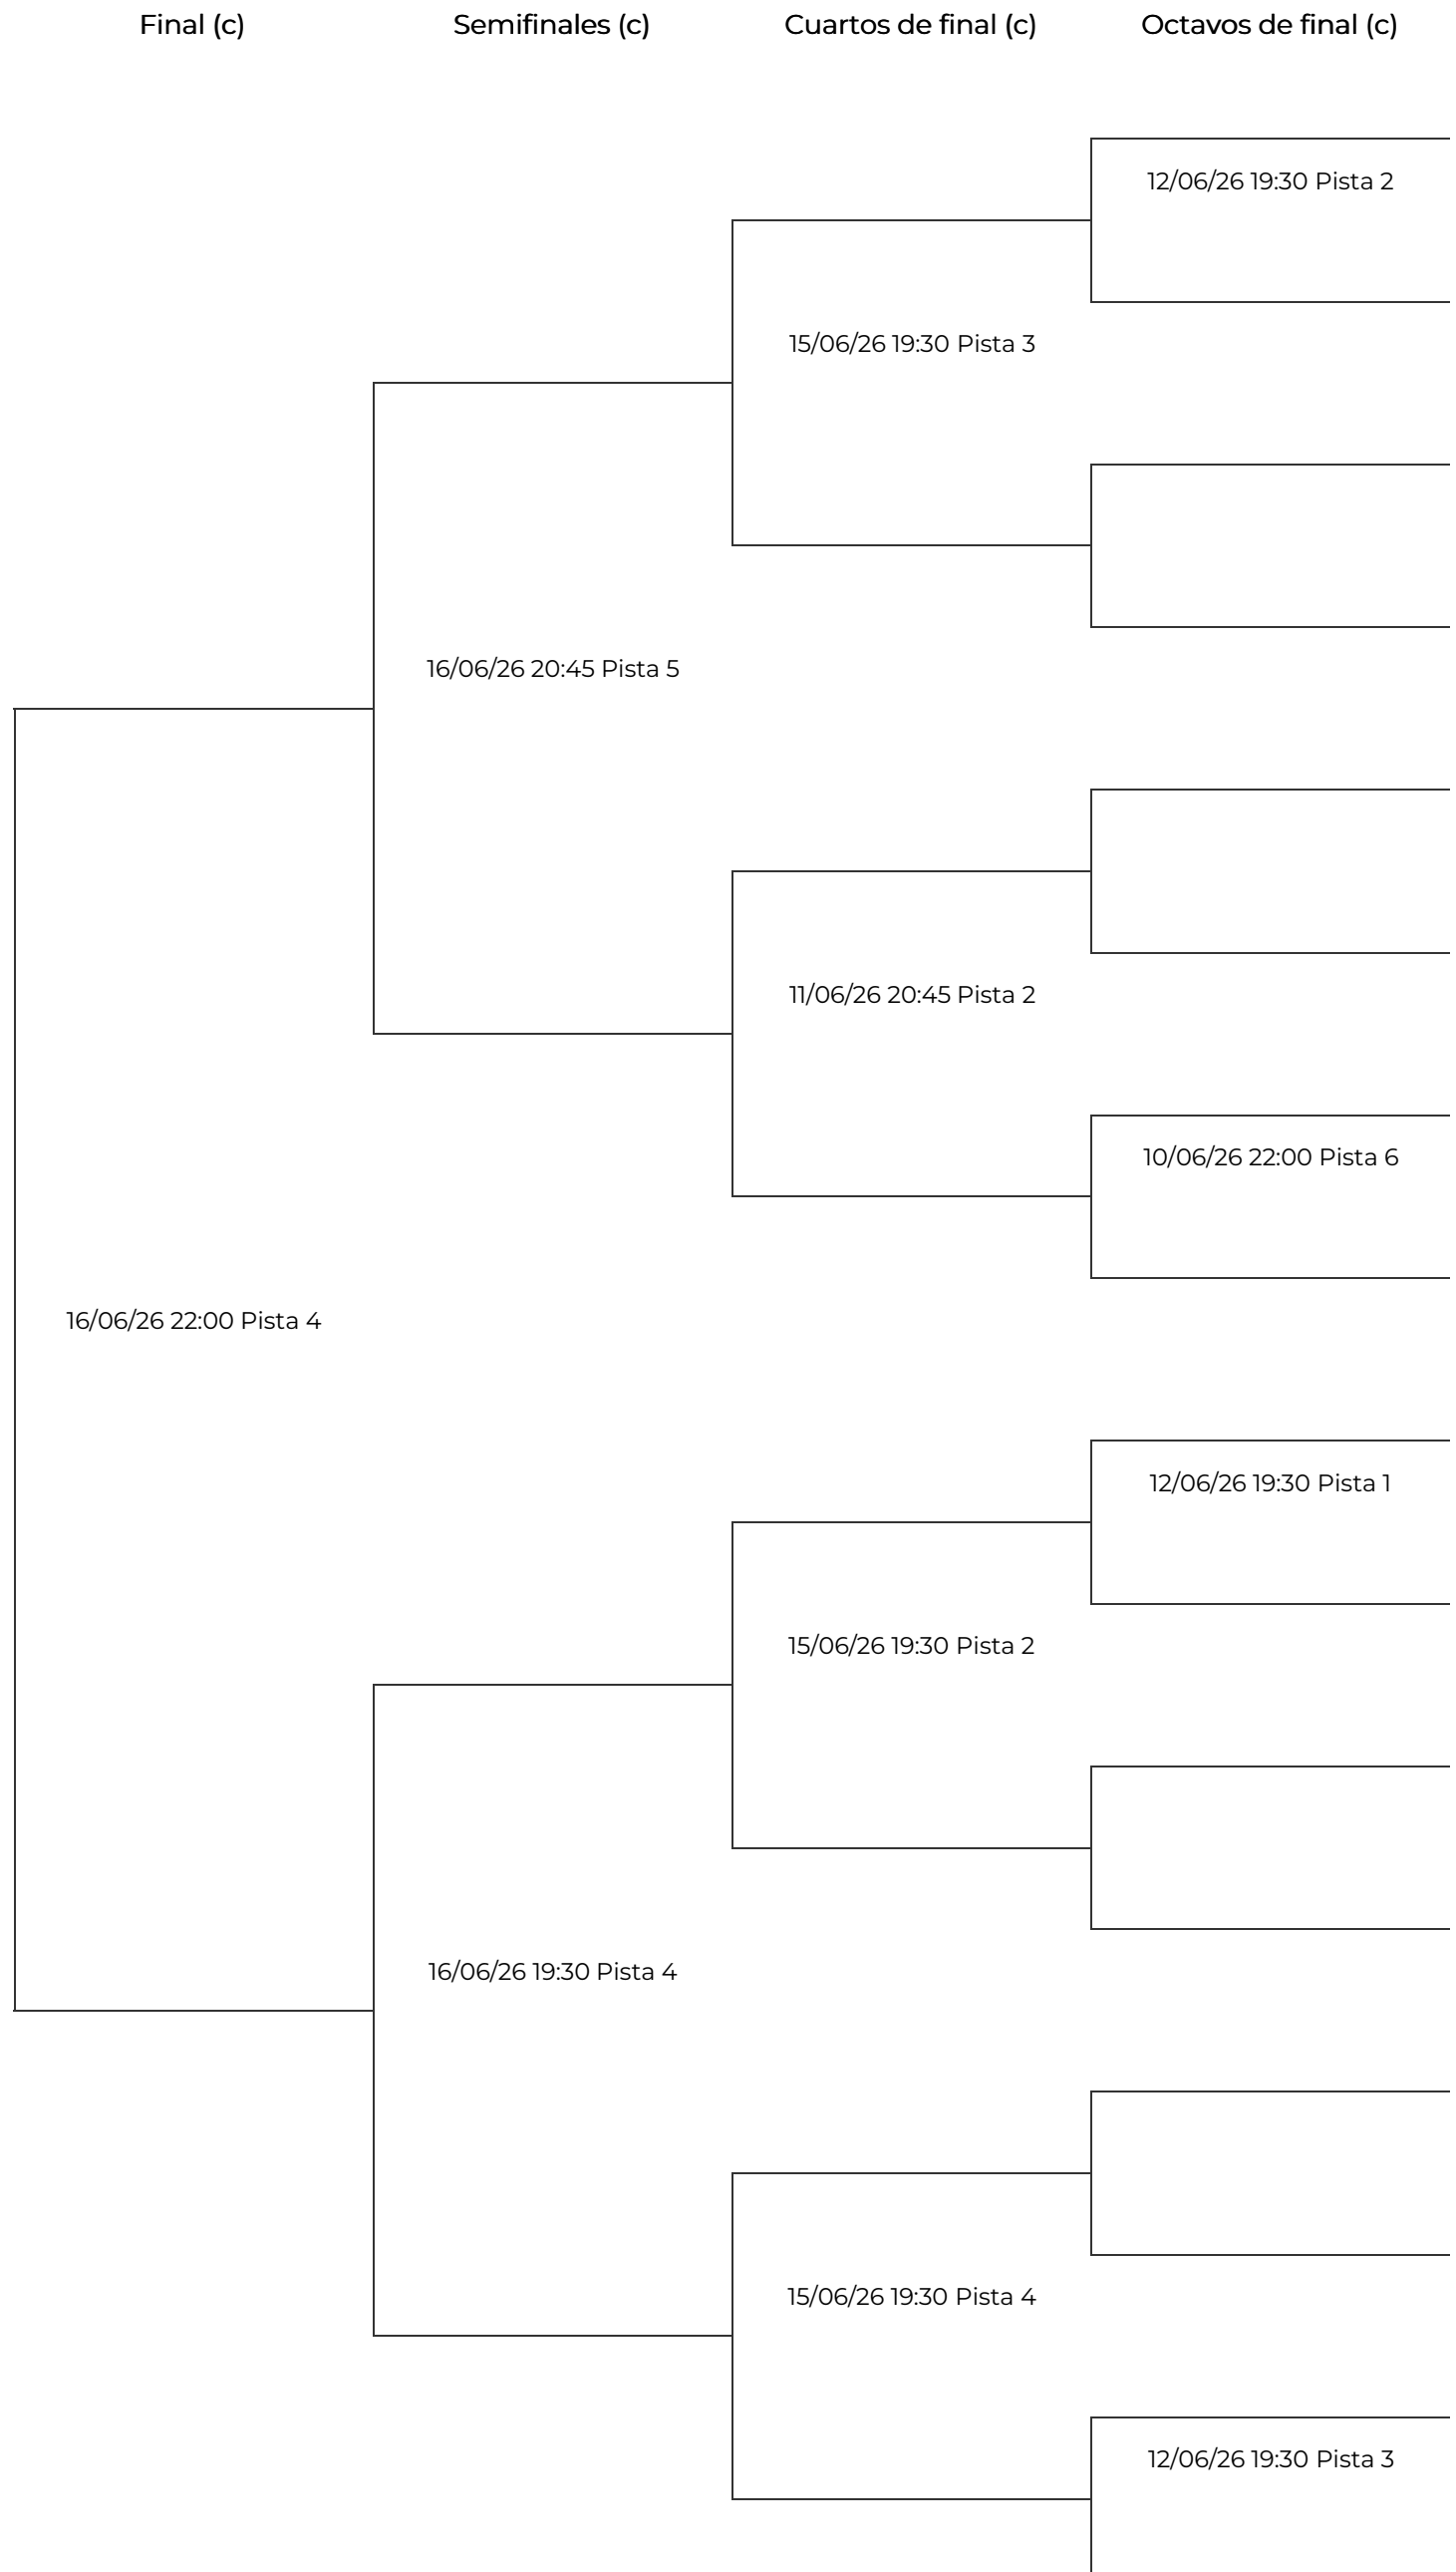 Final (c) Semifinales (c) Cuartos de final (c) Octavos de final (c)
12/06/26 19:30 Pista 2
15/06/26 19:30 Pista 3
16/06/26 20:45 Pista 5
11/06/26 20:45 Pista 2
10/06/26 22:00 Pista 6
16/06/26 22:00 Pista 4
12/06/26 19:30 Pista 1
15/06/26 19:30 Pista 2
16/06/26 19:30 Pista 4
15/06/26 19:30 Pista 4
12/06/26 19:30 Pista 3